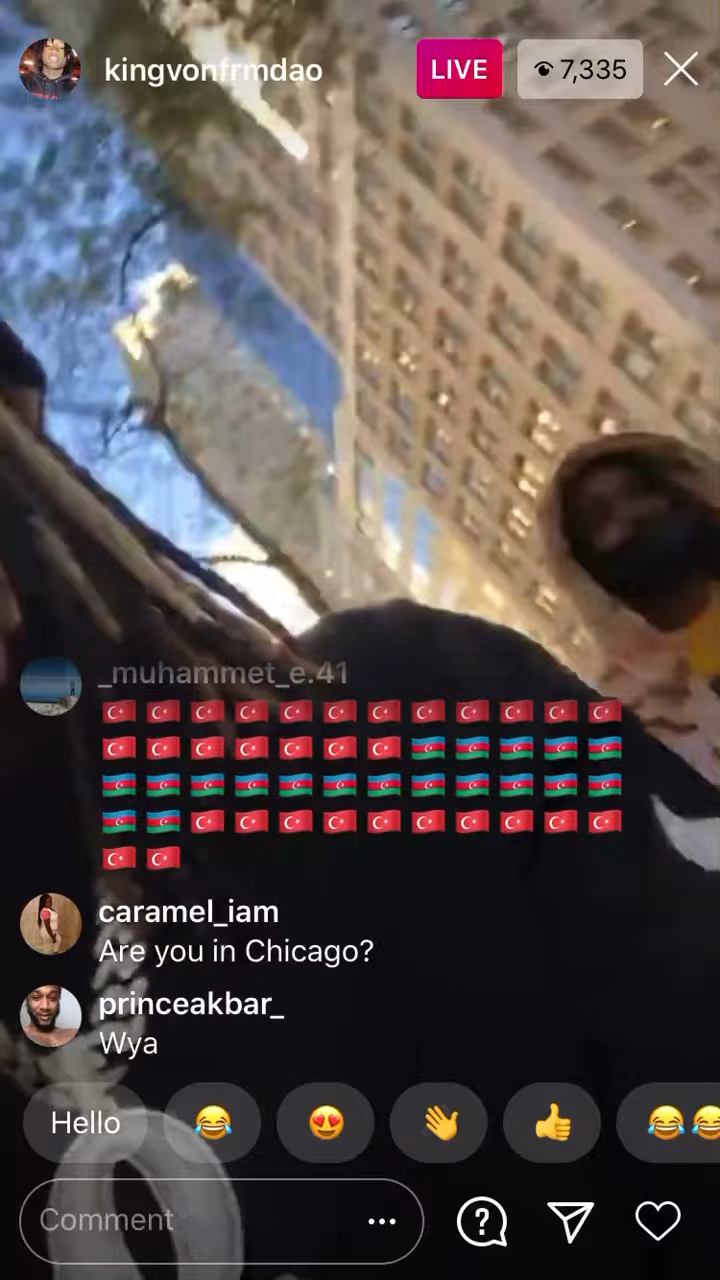 kingvonfrmdao
LIVE
7,335
_muhammet_e.41
🇹🇷🇹🇷🇹🇷🇹🇷🇹🇷🇹🇷🇹🇷🇹🇷🇹🇷🇹🇷🇹🇷🇹🇷
🇹🇷🇹🇷🇹🇷🇹🇷🇹🇷🇹🇷🇹🇷🇦🇿🇦🇿🇦🇿🇦🇿🇦🇿
🇦🇿🇦🇿🇦🇿🇦🇿🇦🇿🇦🇿🇦🇿🇦🇿🇦🇿🇦🇿🇦🇿🇦🇿
🇦🇿🇦🇿🇹🇷🇹🇷🇹🇷🇹🇷🇹🇷🇹🇷🇹🇷🇹🇷🇹🇷🇹🇷
🇹🇷🇹🇷
caramel_iam
Are you in Chicago?
princeakbar_
Wya
Hello 😂 😍 👋 👍 😂😂
Comment